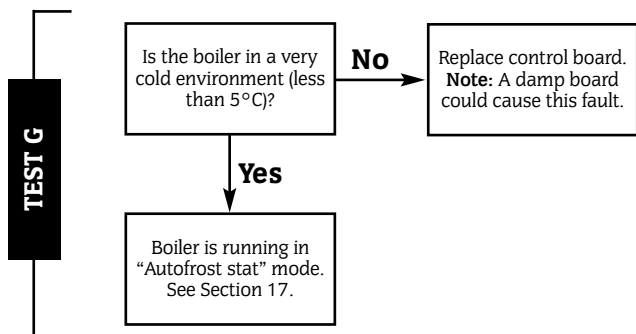 TEST G
Is the boiler in a very
cold environment (less
than 5°C)?
No
Replace control board.
Note: A damp board
could cause this fault.
Yes
Boiler is running in
“Autofrost stat” mode.
See Section 17.